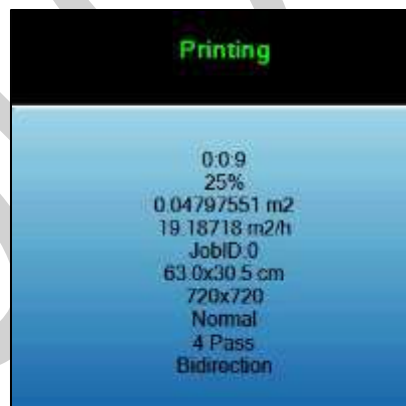 Printing
0:0:9
25%
0.04797551 m2
19.18718 m2/h
JobID:0
63.0x30.5 cm
720x720
Normal
4 Pass
Bidirection